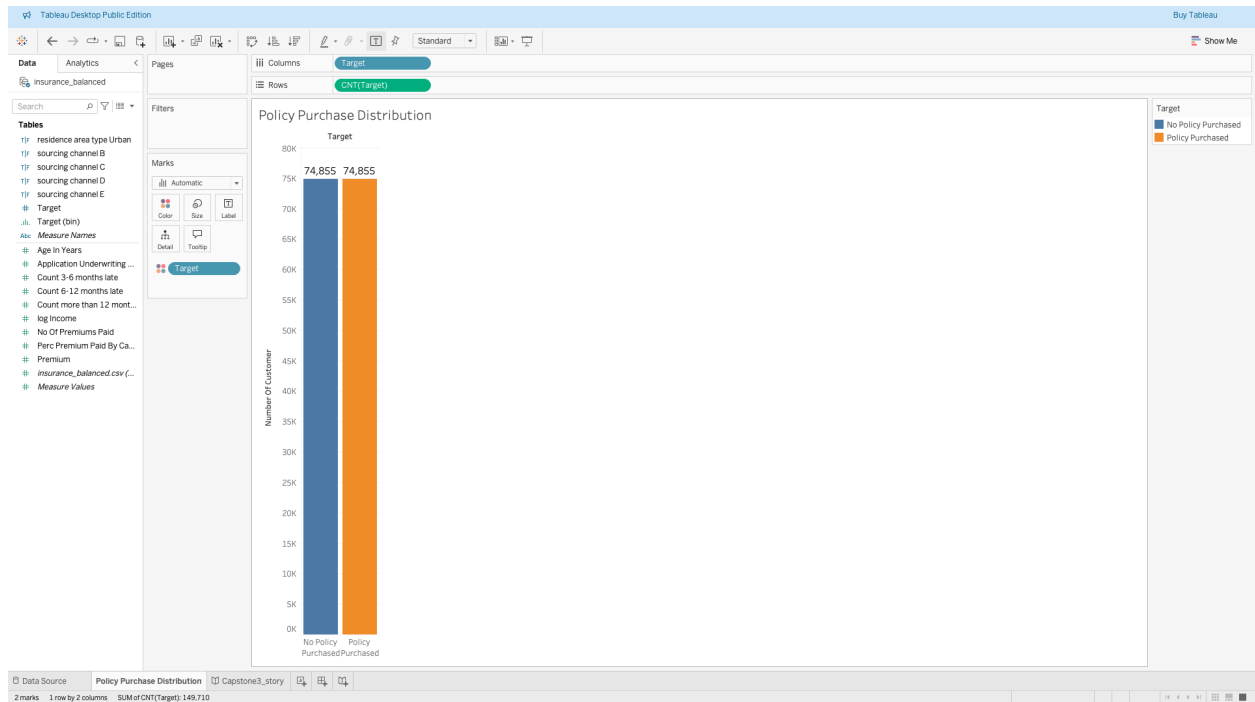 Tableau Desktop Public Edition
Buy Tableau
Standard
Show Me
Data Analytics
insurance_balanced
Search
Tables
T|F residence area type Urban
T|F sourcing channel B
T|F sourcing channel C
T|F sourcing channel D
T|F sourcing channel E
# Target
Target (bin)
Abc Measure Names
# Age In Years
# Application Underwriting ...
# Count 3-6 months late
# Count 6-12 months late
# Count more than 12 mont...
# log Income
# No Of Premiums Paid
# Perc Premium Paid By Ca...
# Premium
# insurance_balanced.csv (...
# Measure Values
Pages
Filters
Marks
Automatic
Color Size Label
Detail Tooltip
Target
Columns Target
Rows CNT(Target)
Policy Purchase Distribution
Target
80K
75K
70K
65K
60K
55K
50K
45K
40K
35K
30K
25K
20K
15K
10K
5K
0K
Number Of Customer
74,855 74,855
No Policy Purchased
Policy Purchased
Target
No Policy Purchased
Policy Purchased
Data Source Policy Purchase Distribution Capstone3_story
2 marks 1 row by 2 columns SUM of CNT(Target): 149,710